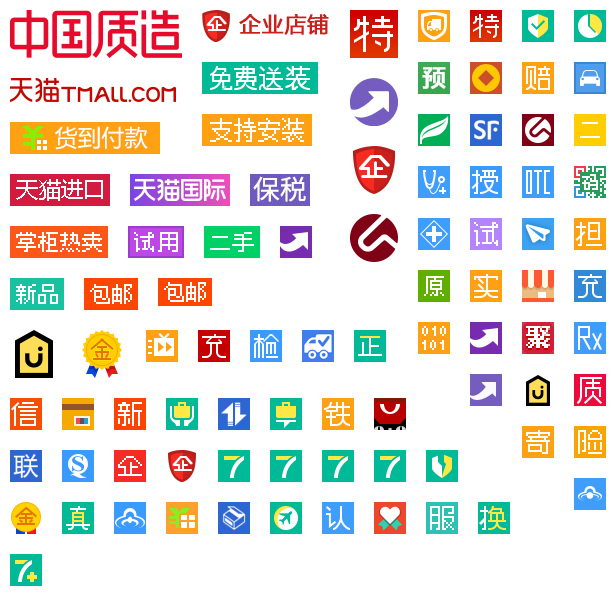 中国质造 企业店铺 特 特
天猫TMALL.COM 免费送装 预 赔
¥ 货到付款 支持安装 企 SF 二
天猫进口 天猫国际 保税 授 OTC
掌柜热卖 试用 二手 试 担
新品 包邮 包邮 原 实 充
金 充 检 正 010 101 聚 Rx
质
信 新 铁 寄 险
联 S 企 企 7 7 7 7
金 真 ¥ 认 服 换
7+